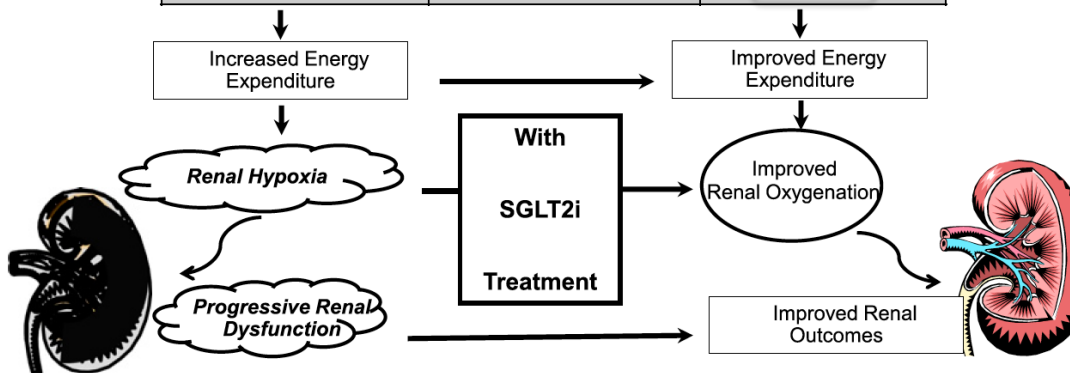 Increased Energy
Expenditure
Improved Energy
Expenditure
Renal Hypoxia
With
SGLT2i
Treatment
Improved
Renal Oxygenation
Progressive Renal
Dysfunction
Improved Renal
Outcomes